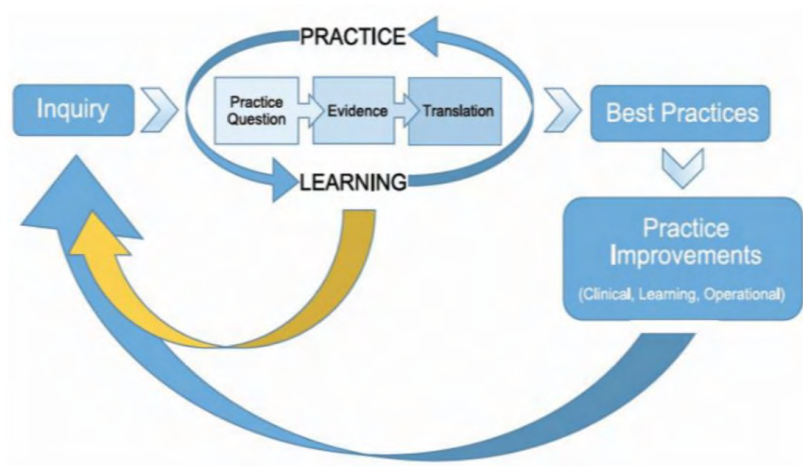 PRACTICE
Inquiry
Practice
Question
Evidence
Translation
LEARNING
Best Practices
Practice
Improvements
(Clinical, Learning, Operational)